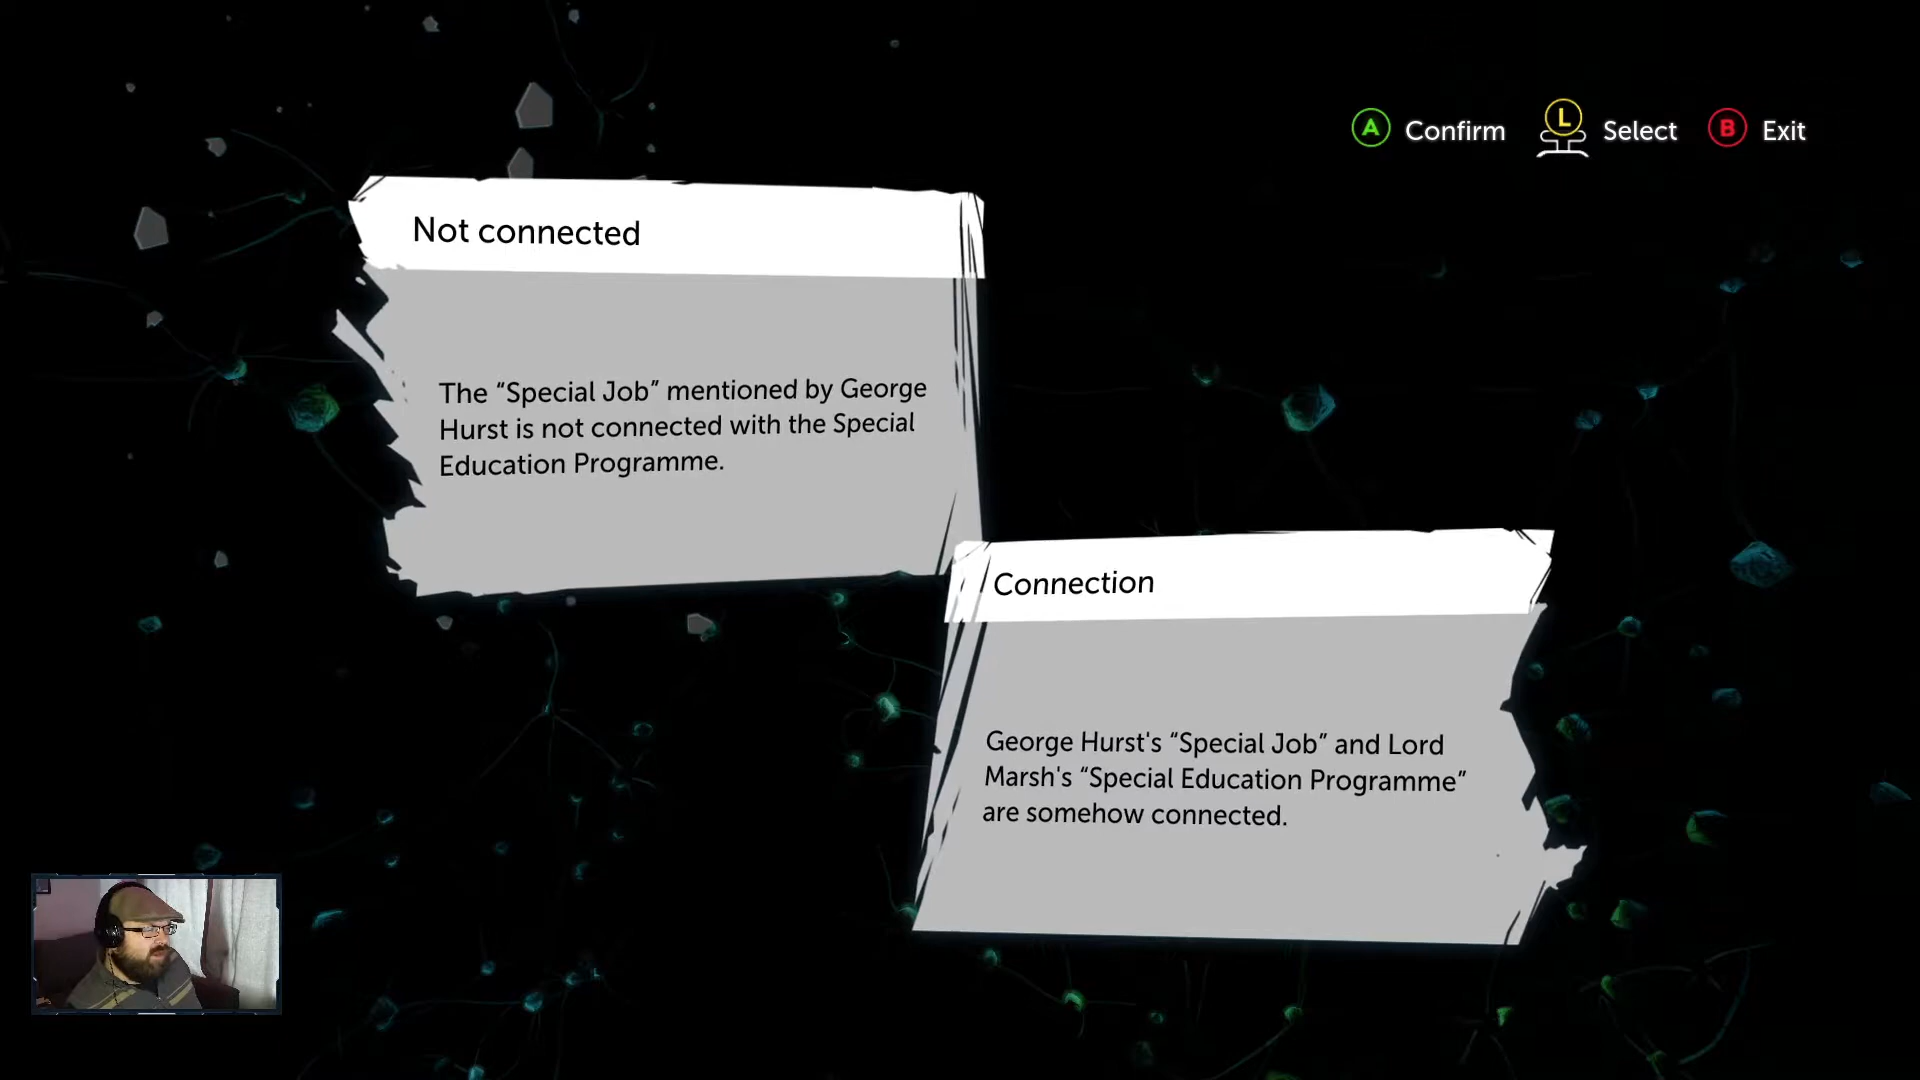 A Confirm L Select B Exit
Not connected
The “Special Job” mentioned by George
Hurst is not connected with the Special
Education Programme.
Connection
George Hurst's “Special Job” and Lord
Marsh's “Special Education Programme”
are somehow connected.